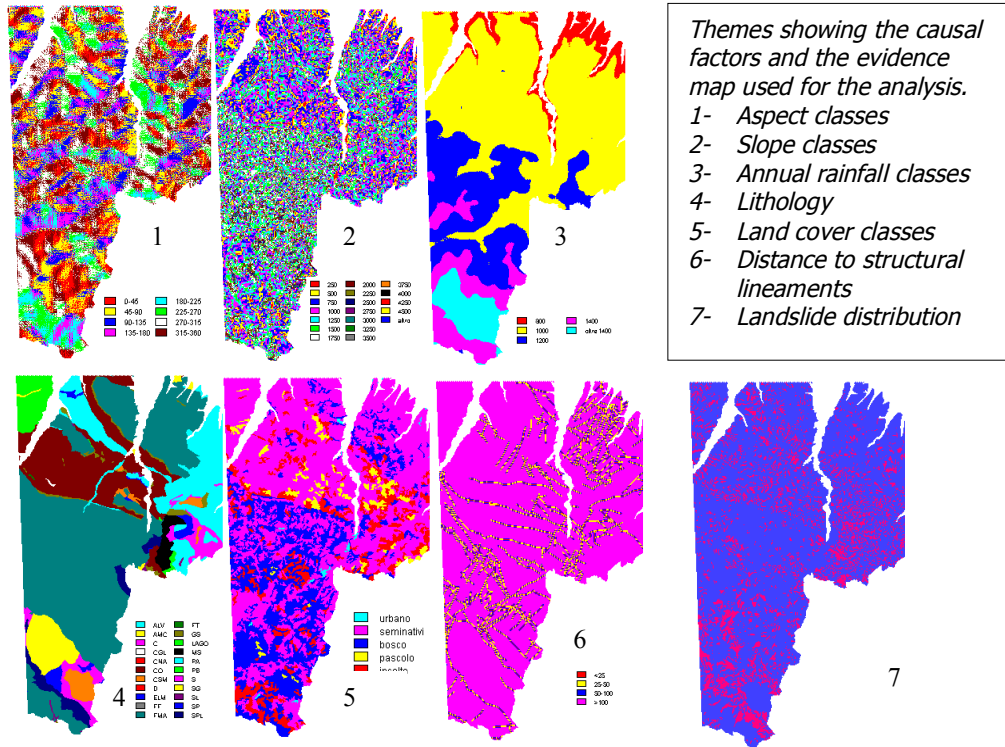 Themes showing the causal
factors and the evidence
map used for the analysis.
1- Aspect classes
2- Slope classes
3- Annual rainfall classes
4- Lithology
5- Land cover classes
6- Distance to structural
lineaments
7- Landslide distribution
1
0-45
45-90
90-135
135-180
180-225
225-270
270-315
315-360
2
250
500
750
1000
1250
1500
1750
2000
2250
2500
2750
3000
3250
3500
3750
4000
4250
4500
altro
3
800
1000
1200
1400
oltre 1400
4
ALV
AMC
C
CGL
CNA
CO
CSM
D
ELM
FF
FMA
FT
GS
LAGO
MS
PA
PB
S
SG
SL
SP
SPL
5
urbano
seminativi
bosco
pascolo
6
<25
25-50
50-100
>100
7